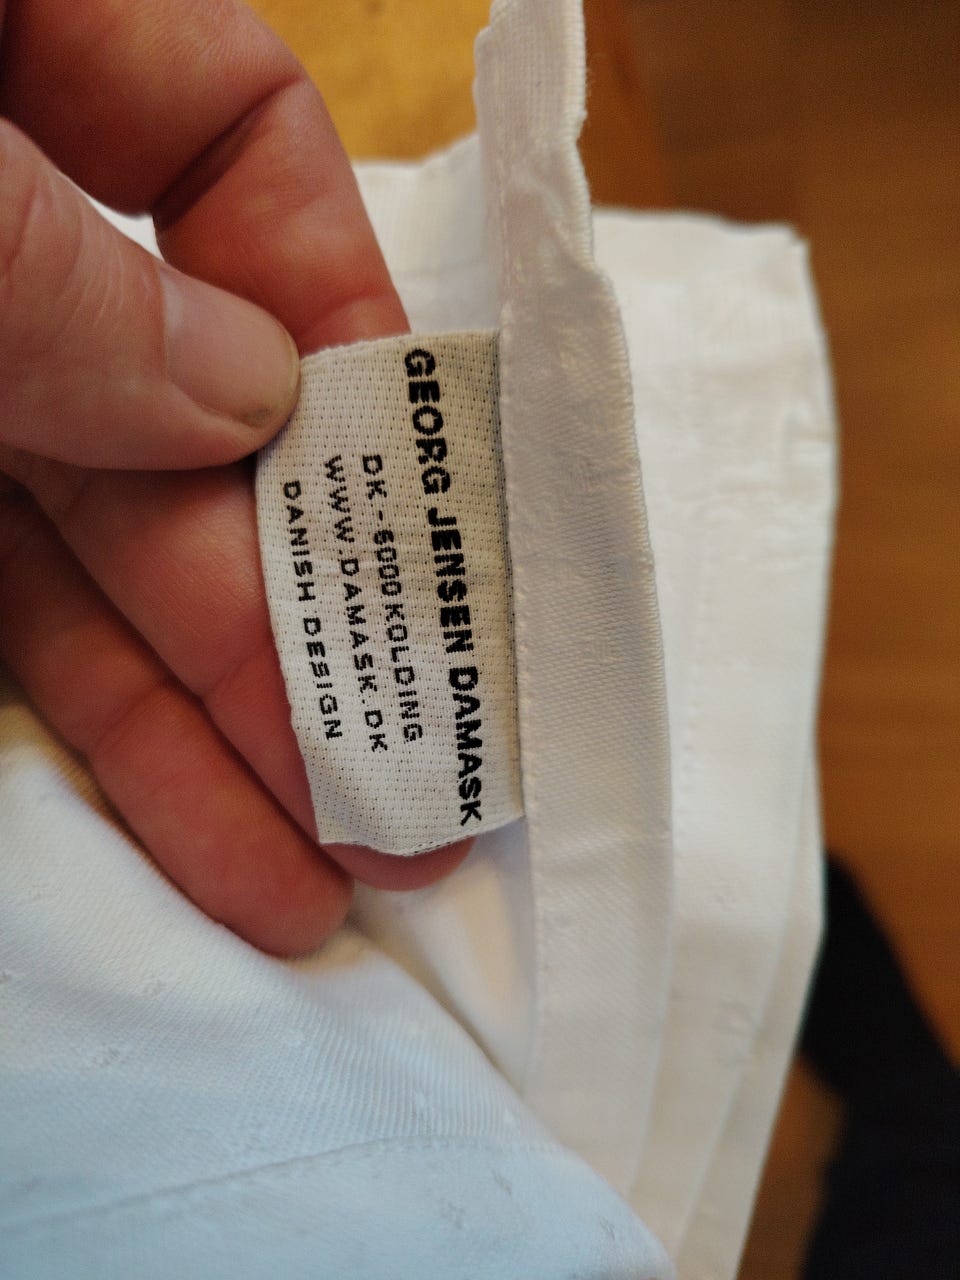 GEORG JENSEN DAMASK
DK-6000 KOLDING
WWW.DAMASK.DK
DANISH DESIGN